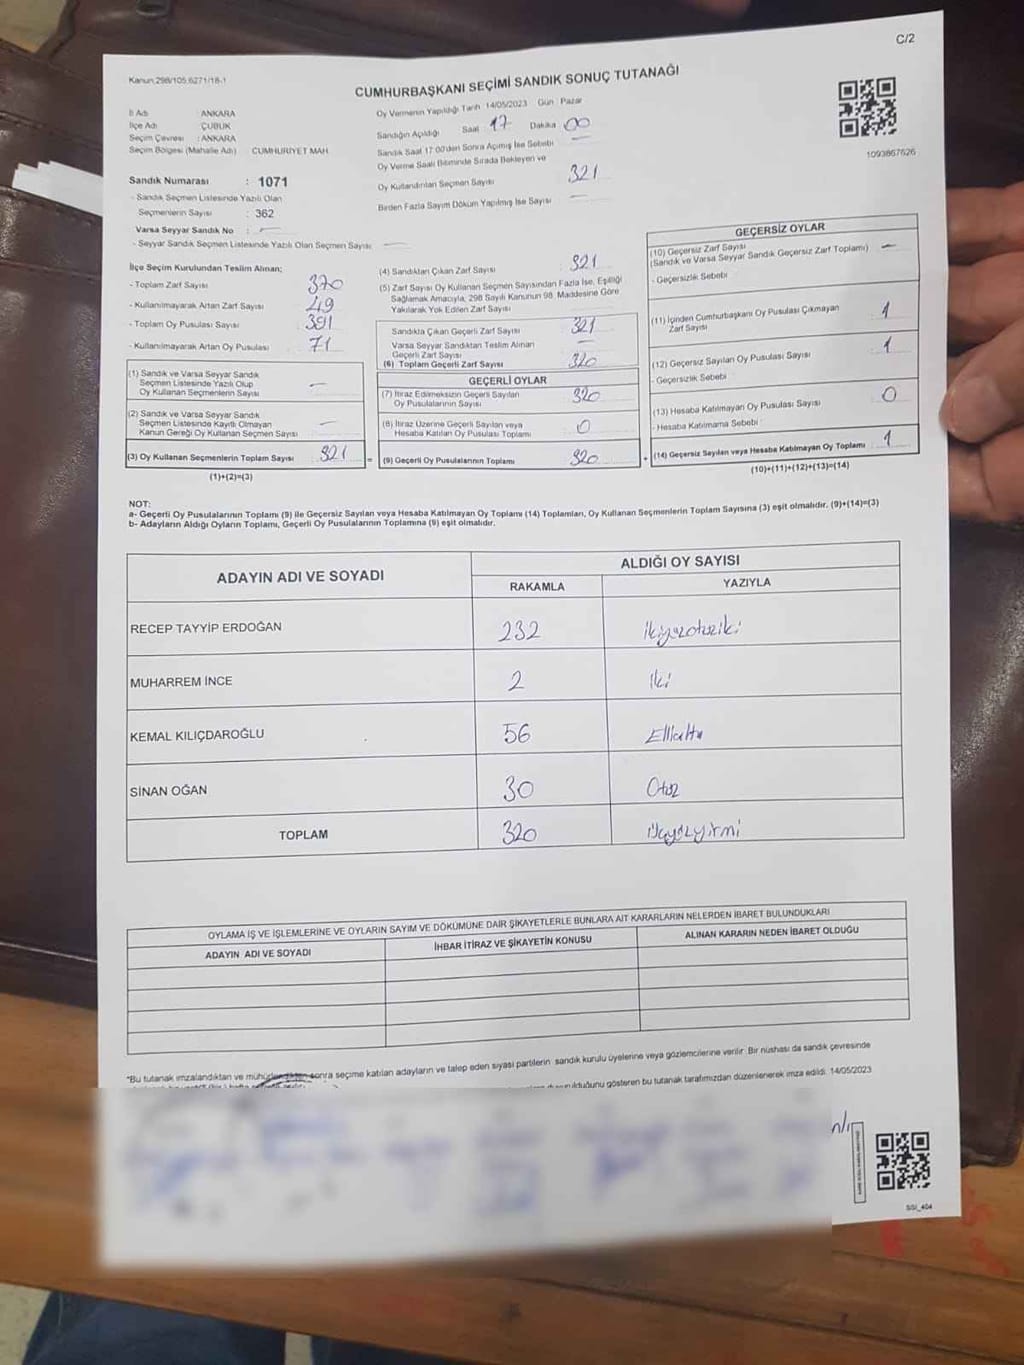 C/2
Kanun,298/105,6271/18-1
CUMHURBAŞKANI SEÇİMİ SANDIK SONUÇ TUTANAĞI
İl Adı : ANKARA
İlçe Adı : ÇUBUK
Seçim Çevresi : ANKARA
Seçim Bölgesi (Mahalle Adı) CUMHURİYET MAH.
Oy Vermenin Yapıldığı Tarih 14/05/2023 Gün Pazar
Sandığın Açıldığı Saat 17 Dakika 00
Sandık Saat 17:00'den Sonra Açımış İse Sebebi
Oy Verme Saati Bitiminde Sırada Bekleyen ve
Oy Kullandırılan Seçmen Sayısı 321
Birden Fazla Sayım Döküm Yapılmış İse Sayısı —
1093867626
Sandık Numarası : 1071
- Sandık Seçmen Listesinde Yazılı Olan
Seçmenlerin Sayısı : 362
Varsa Seyyar Sandık No : —
- Seyyar Sandık Seçmen Listesinde Yazılı Olan Seçmen Sayısı: —
İlçe Seçim Kurulundan Teslim Alınan;
- Toplam Zarf Sayısı 370
- Kullanılmayarak Artan Zarf Sayısı 49
- Toplam Oy Pusulası Sayısı 391
- Kullanılmayarak Artan Oy Pusulası 71
(1) Sandık ve Varsa Seyyar Sandık
Seçmen Listesinde Yazılı Olup
Oy Kullanan Seçmenlerin Sayısı —
(2) Sandık ve Varsa Seyyar Sandık
Seçmen Listesinde Kayıtlı Olmayan
Kanun Gereği Oy Kullanan Seçmen Sayısı —
(3) Oy Kullanan Seçmenlerin Toplam Sayısı 321
(1)+(2)=(3)
(4) Sandıktan Çıkan Zarf Sayısı 321
(5) Zarf Sayısı Oy Kullanan Seçmen Sayısından Fazla İse, Eşitliği
Sağlamak Amacıyla, 298 Sayılı Kanunun 98. Maddesine Göre
Yakılarak Yok Edilen Zarf Sayısı
Sandıkta Çıkan Geçerli Zarf Sayısı 321
Varsa Seyyar Sandıktan Teslim Alınan
Geçerli Zarf Sayısı —
(6) Toplam Geçerli Zarf Sayısı 320
GEÇERLİ OYLAR
(7) İtiraz Edilmeksizin Geçerli Sayılan
Oy Pusulalarının Sayısı 320
(8) İtiraz Üzerine Geçerli Sayılan veya
Hesaba Katılan Oy Pusulası Toplamı 0
= (9) Geçerli Oy Pusulalarının Toplamı 320
GEÇERSİZ OYLAR
(10) Geçersiz Zarf Sayısı —
(Sandık ve Varsa Seyyar Sandık Geçersiz Zarf Toplamı)
- Geçersizlik Sebebi
(11) İçinden Cumhurbaşkanı Oy Pusulası Çıkmayan
Zarf Sayısı 1
(12) Geçersiz Sayılan Oy Pusulası Sayısı 1
- Geçersizlik Sebebi
(13) Hesaba Katılmayan Oy Pusulası Sayısı 0
- Hesaba Katılmama Sebebi
+ (14) Geçersiz Sayılan veya Hesaba Katılmayan Oy Toplamı 1
(10)+(11)+(12)+(13)=(14)
NOT:
a- Geçerli Oy Pusulalarının Toplamı (9) ile Geçersiz Sayılan veya Hesaba Katılmayan Oy Toplamı (14) Toplamları, Oy Kullanan Seçmenlerin Toplam Sayısına (3) eşit olmalıdır. (9)+(14)=(3)
b- Adayların Aldığı Oyların Toplamı, Geçerli Oy Pusulalarının Toplamına (9) eşit olmalıdır.
ADAYIN ADI VE SOYADI
ALDIĞI OY SAYISI
RAKAMLA YAZIYLA
RECEP TAYYİP ERDOĞAN 232 ikiyüzotuziki
MUHARREM İNCE 2 iki
KEMAL KILIÇDAROĞLU 56 Ellialtı
SİNAN OĞAN 30 Otuz
TOPLAM 320 üçyüzyirmi
OYLAMA İŞ VE İŞLEMLERİNE VE OYLARIN SAYIM VE DÖKÜMÜNE DAİR ŞİKAYETLERLE BUNLARA AİT KARARLARIN NELERDEN İBARET BULUNDUKLARI
ADAYIN ADI VE SOYADI İHBAR İTİRAZ VE ŞİKAYETİN KONUSU ALINAN KARARIN NEDEN İBARET OLDUĞU
*Bu tutanak imzalandıktan ve mühürlendikten sonra seçime katılan adayların ve talep eden siyasi partilerin sandık kurulu üyelerine veya gözlemcilerine verilir. Bir nüshası da sandık çevresinde
olduğunu gösteren bu tutanak tarafımızdan düzenlenerek imza edildi. 14/05/2023
SSI_404